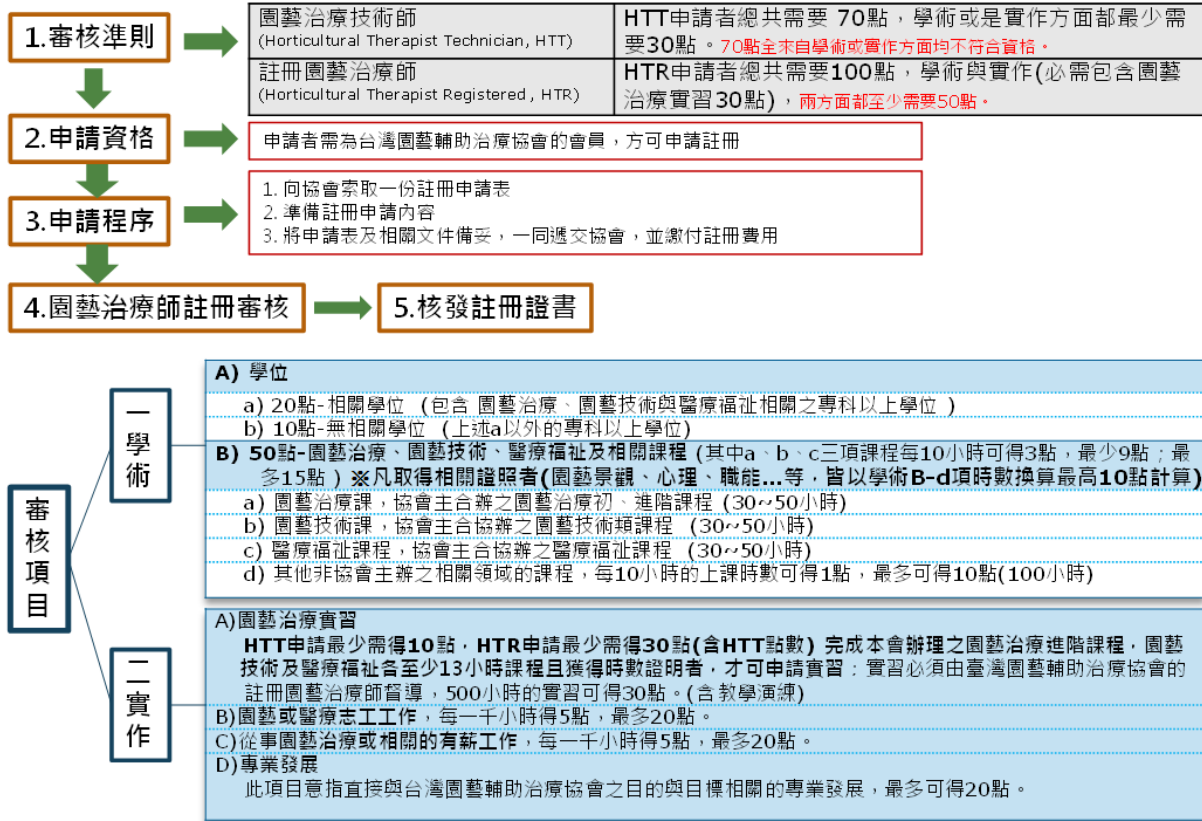 1.審核準則
園藝治療技術師
(Horticultural Therapist Technician, HTT)
HTT申請者總共需要 70點，學術或是實作方面都最少需
要30點。70點全來自學術或實作方面均不符合資格。
註冊園藝治療師
(Horticultural Therapist Registered , HTR)
HTR申請者總共需要100點，學術與實作(必需包含園藝
治療實習30點)，兩方面都至少需要50點。
2.申請資格
申請者需為台灣園藝輔助治療協會的會員，方可申請註冊
3.申請程序
1. 向協會索取一份註冊申請表
2. 準備註冊申請內容
3. 將申請表及相關文件備妥，一同遞交協會，並繳付註冊費用
4.園藝治療師註冊審核
5.核發註冊證書
審核項目
一學術
A) 學位
a) 20點-相關學位 (包含 園藝治療、園藝技術與醫療福祉相關之專科以上學位 )
b) 10點-無相關學位 (上述a以外的專科以上學位)
B) 50點-園藝治療、園藝技術、醫療福祉及相關課程 (其中a、b、c三項課程每10小時可得3點，最少9點；最
多15點 ) ※凡取得相關證照者(園藝景觀、心理、職能...等，皆以學術B-d項時數換算最高10點計算)
a) 園藝治療課，協會主合辦之園藝治療初、進階課程 (30~50小時)
b) 園藝技術課，協會主合協辦之園藝技術類課程 (30~50小時)
c) 醫療福祉課程，協會主合協辦之醫療福祉課程 (30~50小時)
d) 其他非協會主辦之相關領域的課程，每10小時的上課時數可得1點，最多可得10點(100小時)
二實作
A)園藝治療實習
HTT申請最少需得10點，HTR申請最少需得30點(含HTT點數) 完成本會辦理之園藝治療進階課程，園藝
技術及醫療福祉各至少13小時課程且獲得時數證明者，才可申請實習；實習必須由臺灣園藝輔助治療協會的
註冊園藝治療師督導，500小時的實習可得30點。(含教學演練)
B)園藝或醫療志工工作，每一千小時得5點，最多20點。
C)從事園藝治療或相關的有薪工作，每一千小時得5點，最多20點。
D)專業發展
此項目意指直接與台灣園藝輔助治療協會之目的與目標相關的專業發展，最多可得20點。